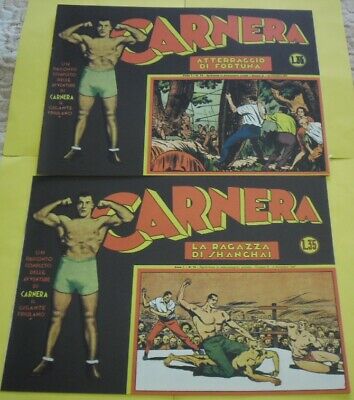 CARNERA
ATTERRAGGIO
DI FORTUNA
L.35
UN
RACCONTO
COMPLETO
DELLE
AVVENTURE
DI
CARNERA
IL
GIGANTE
FRIULANO
CARNERA
LA RAGAZZA
DI SHANGHAI
L.35
UN
RACCONTO
COMPLETO
DELLE
AVVENTURE
DI
CARNERA
IL
GIGANTE
FRIULANO